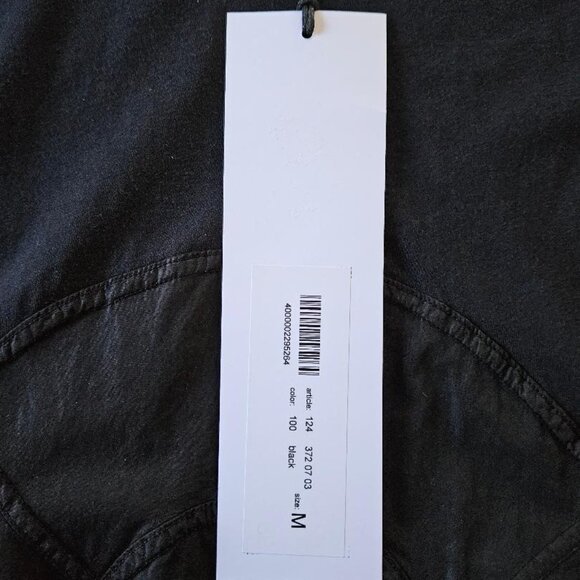 4000002295264
article: 124 372 07 03
color: 100 black size: M